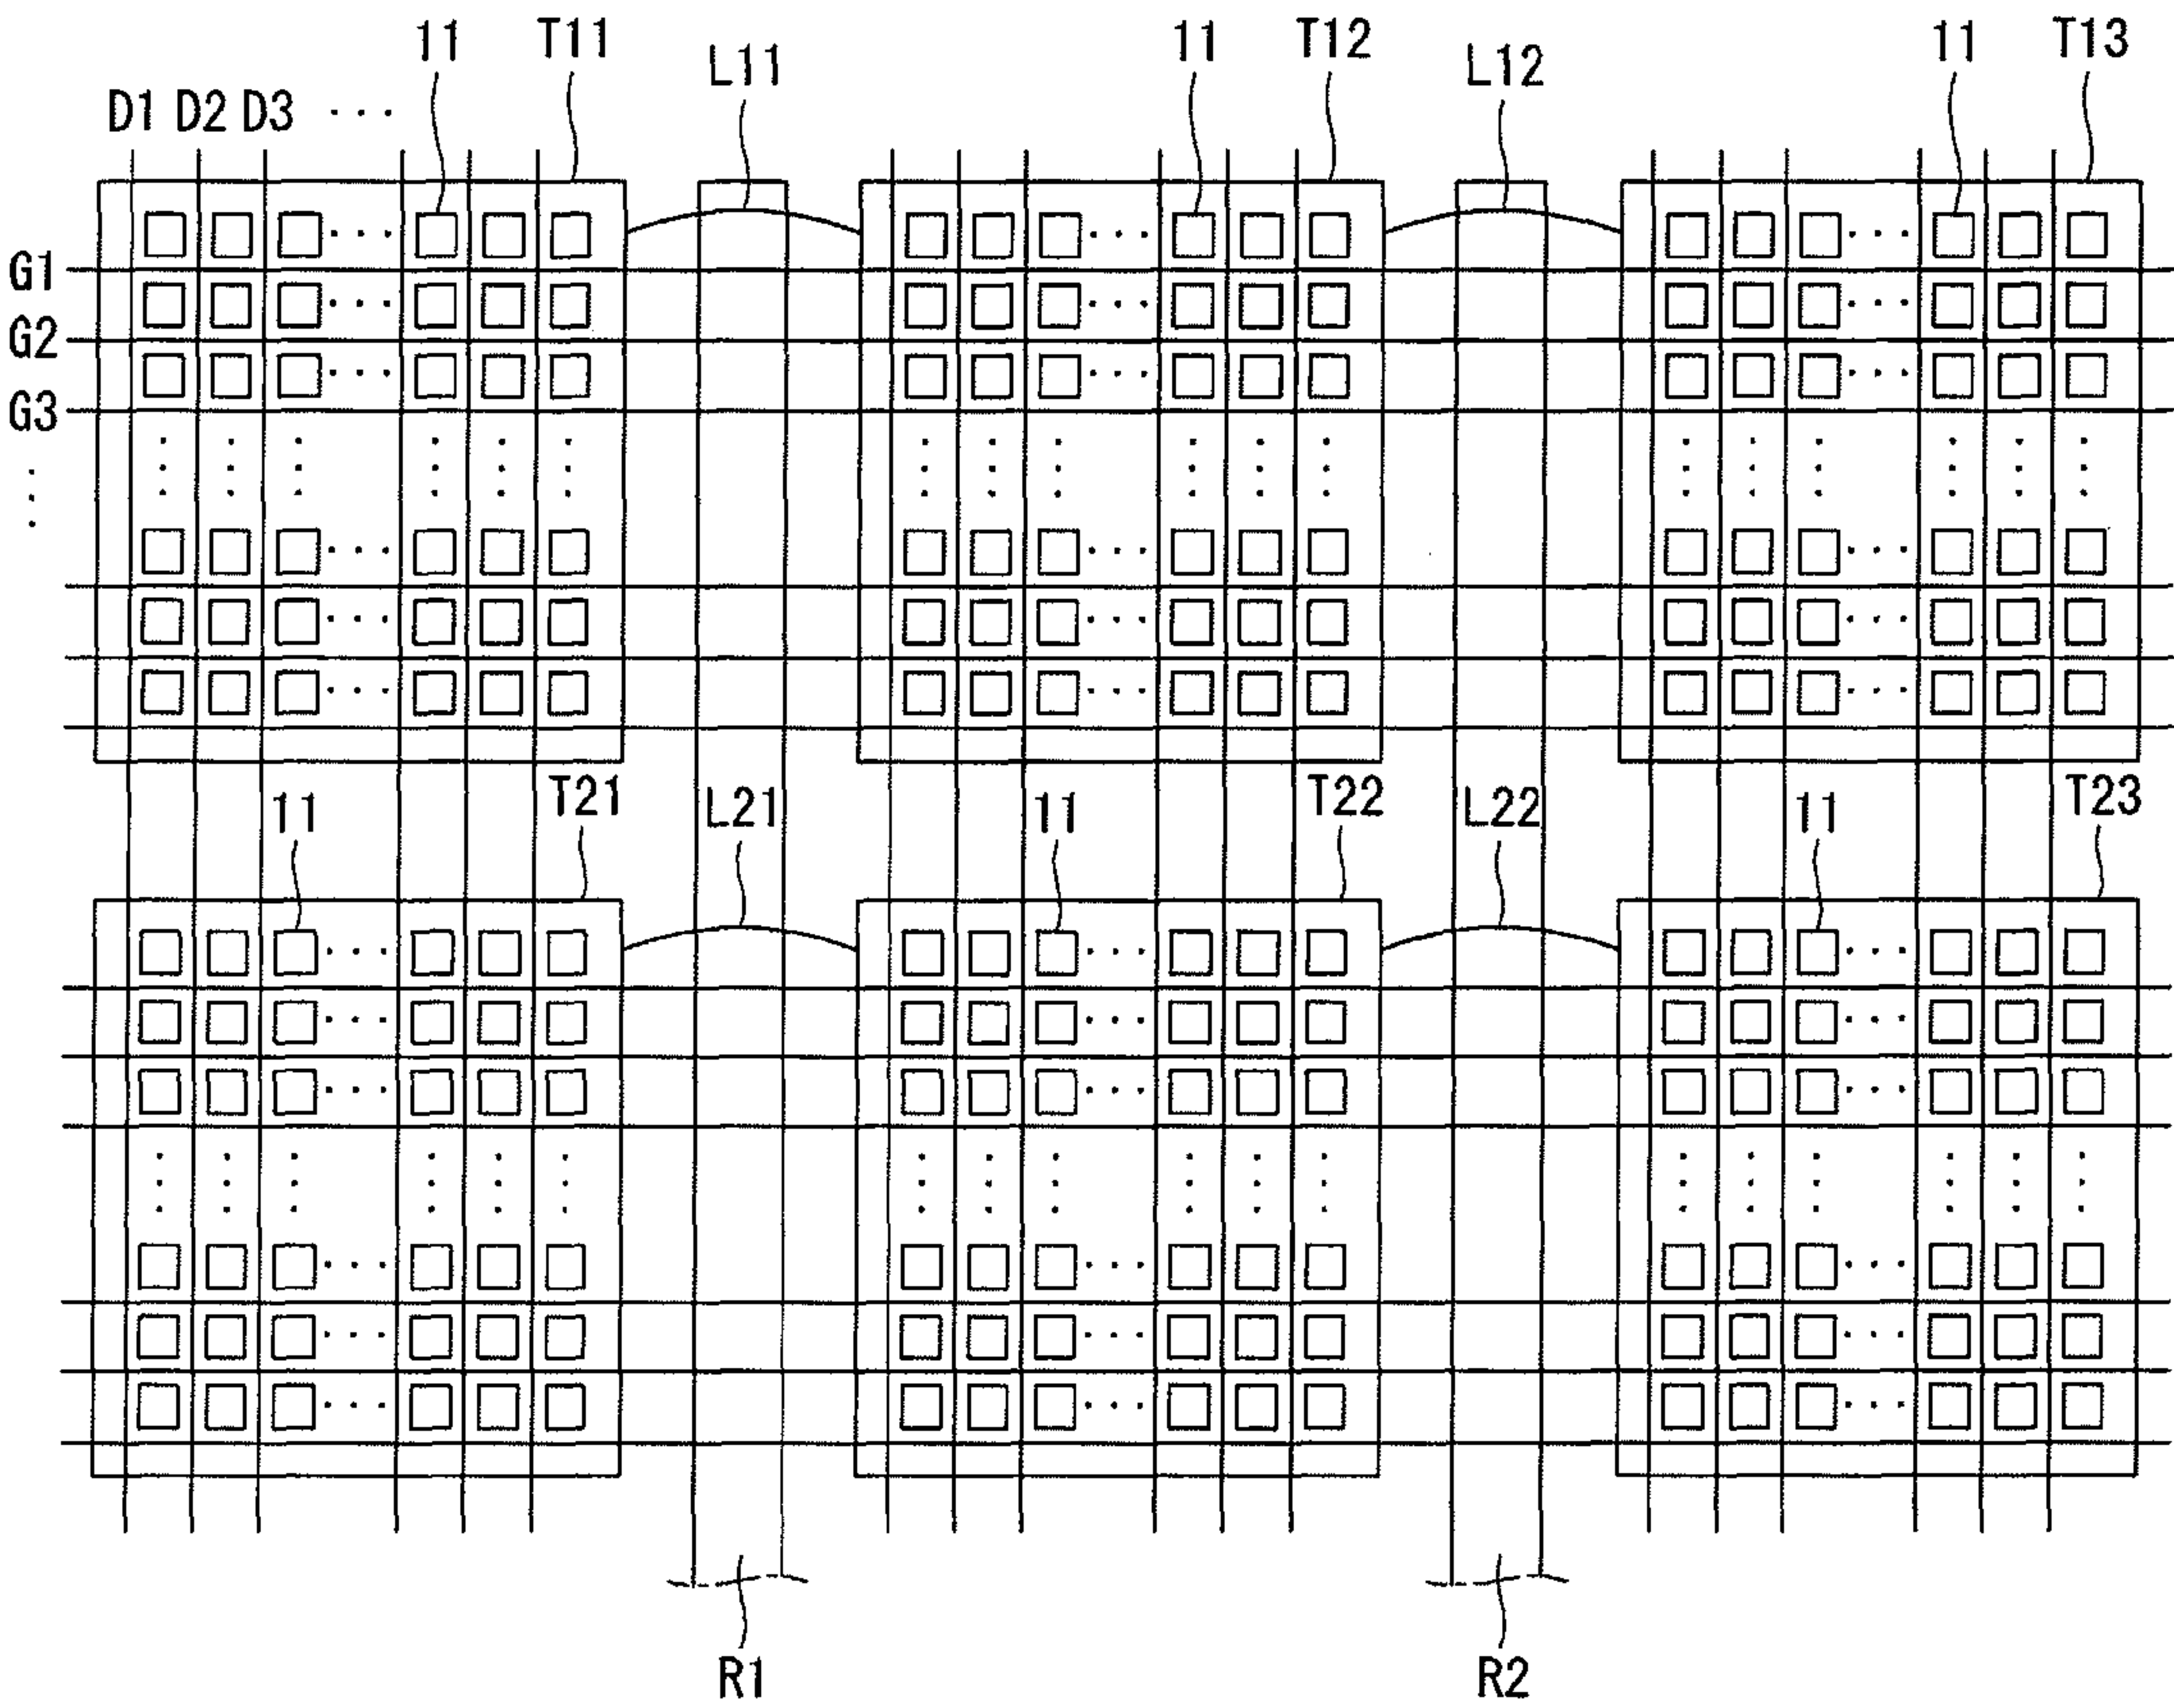 11 T11 L11 11 T12 L12 11 T13
D1 D2 D3 ...
G1
G2
G3
11 T21 L21 11 T22 L22 11 T23
R1 R2